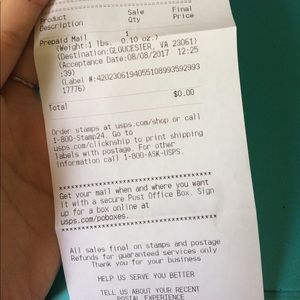 Product Sale Final
Description Qty Price
Prepaid Mail 1
(Weight:1 lbs. 0.10 oz.)
(Destination:GLOUCESTER, VA 23061)
(Acceptance Date:08/08/2017 12:25
:39)
(Label #:4202306194055108993592993
17776)
Total $0.00
Order stamps at usps.com/shop or call
1-800-Stamp24. Go to
usps.com/clicknship to print shipping
labels with postage. For other
information call 1-800-ASK-USPS.
Get your mail when and where you want
it with a secure Post Office Box. Sign
up for a box online at
usps.com/poboxes.
All sales final on stamps and postage
Refunds for guaranteed services only
Thank you for your business
HELP US SERVE YOU BETTER
TELL US ABOUT YOUR RECENT
POSTAL EXPERIENCE